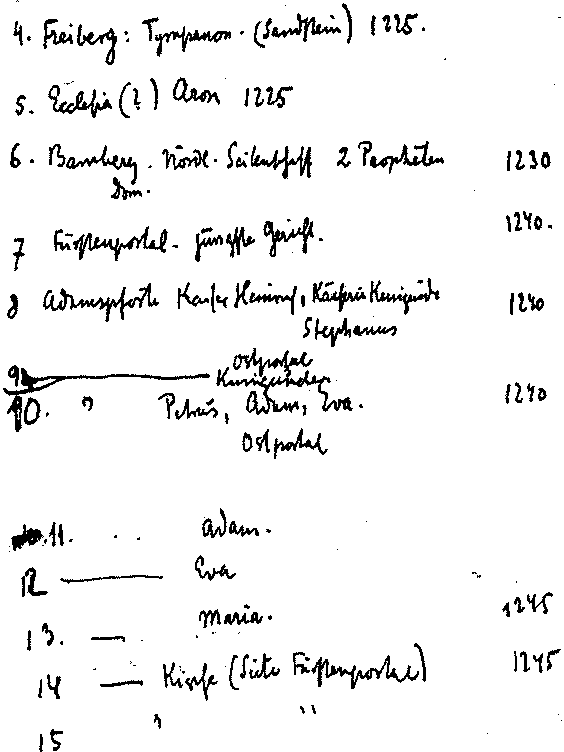 4. Freiberg: Tympanon. (Sandstein) 1225.
5. Ecclesia (?) Aron 1225
6. Bamberg. Nördl. Seitenschiff 2 Propheten 1230
Dom.
7 Fürstenportal. jüngste Gericht. 1240.
8 Adamspforte Kaiser Heinrich, Kaiserin Kunigunde 1240
Stephanus
Ostportal
9. Kunigunde
10. " Petrus, Adam, Eva. 1240
Ostportal
11. . . Adam.
12 — Eva
13. — Maria. 1245
14 — Kirche (Seite Fürstenportal) 1245
15 " "